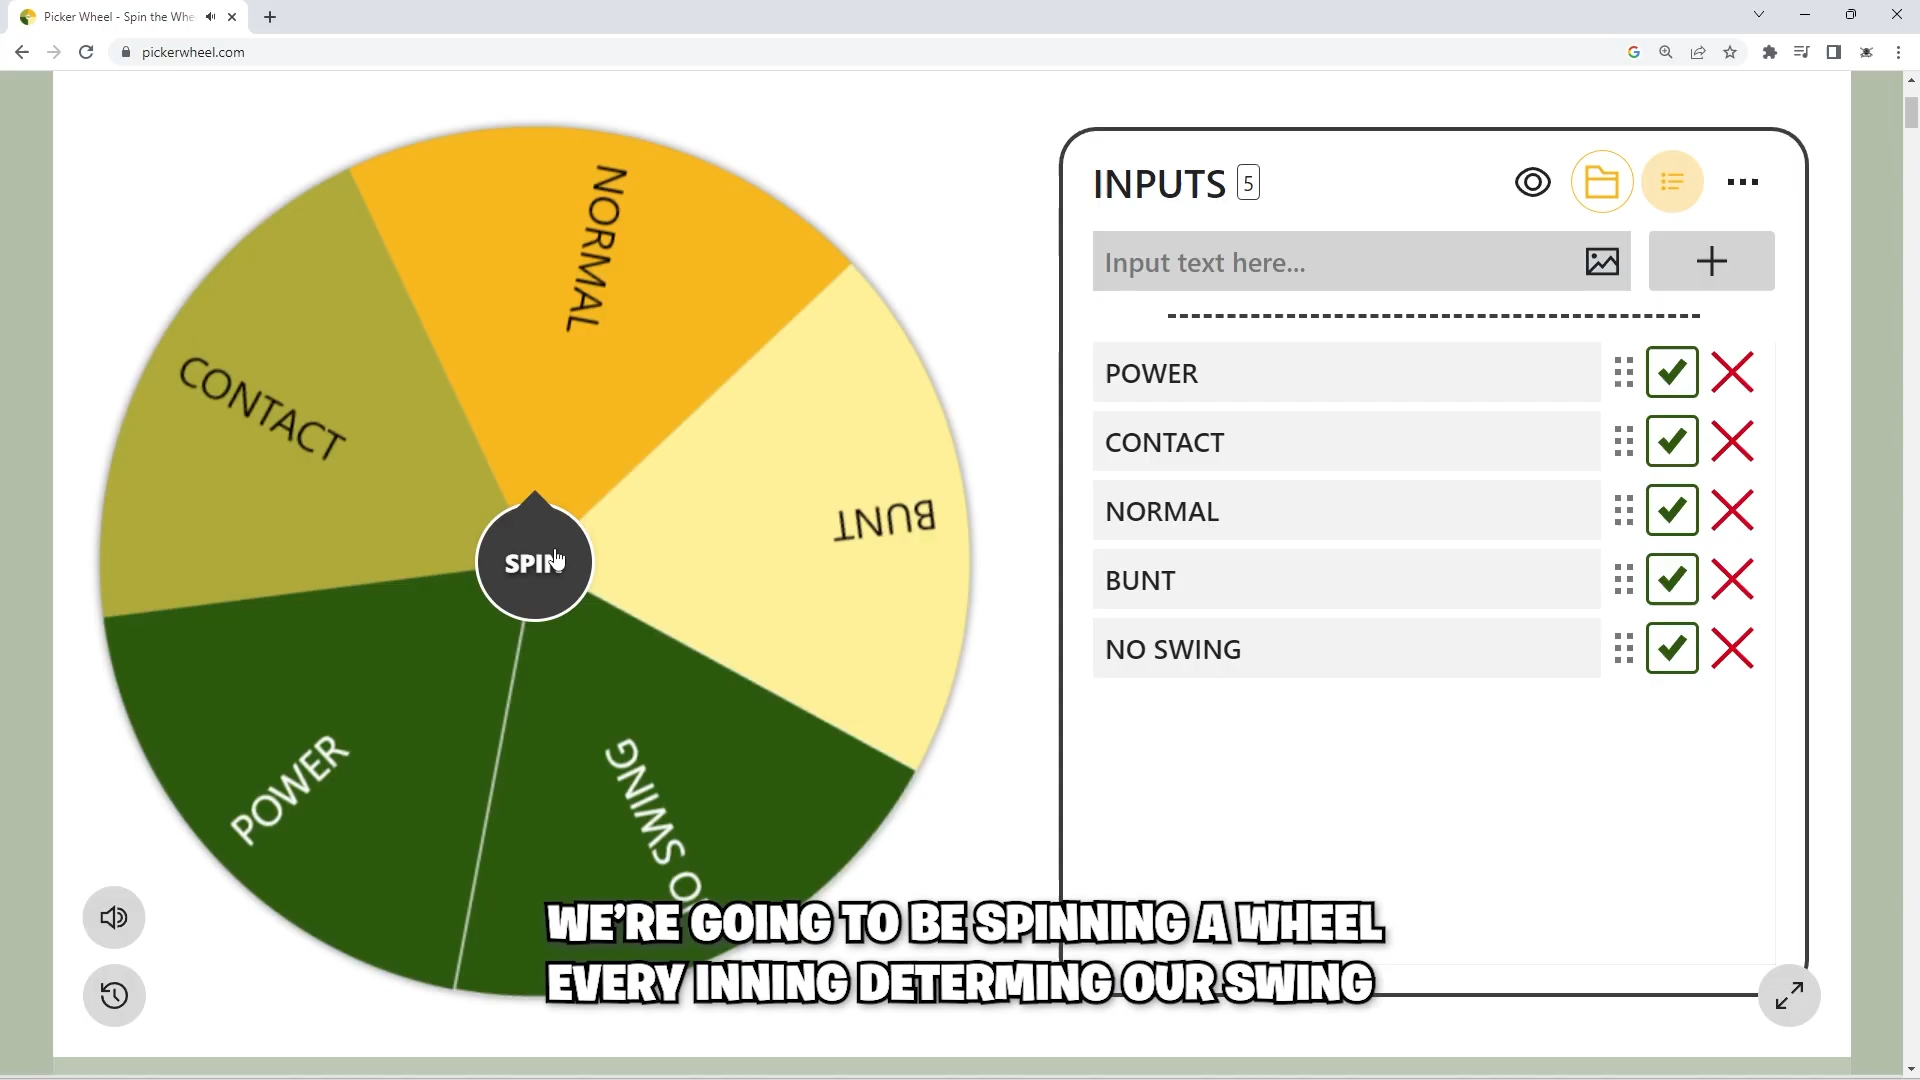 Picker Wheel - Spin the Whe
pickerwheel.com
NORMAL
CONTACT
BUNT
SPIN
POWER
O SWING
INPUTS 5
Input text here...
POWER
CONTACT
NORMAL
BUNT
NO SWING
WE'RE GOING TO BE SPINNING A WHEEL
EVERY INNING DETERMING OUR SWING